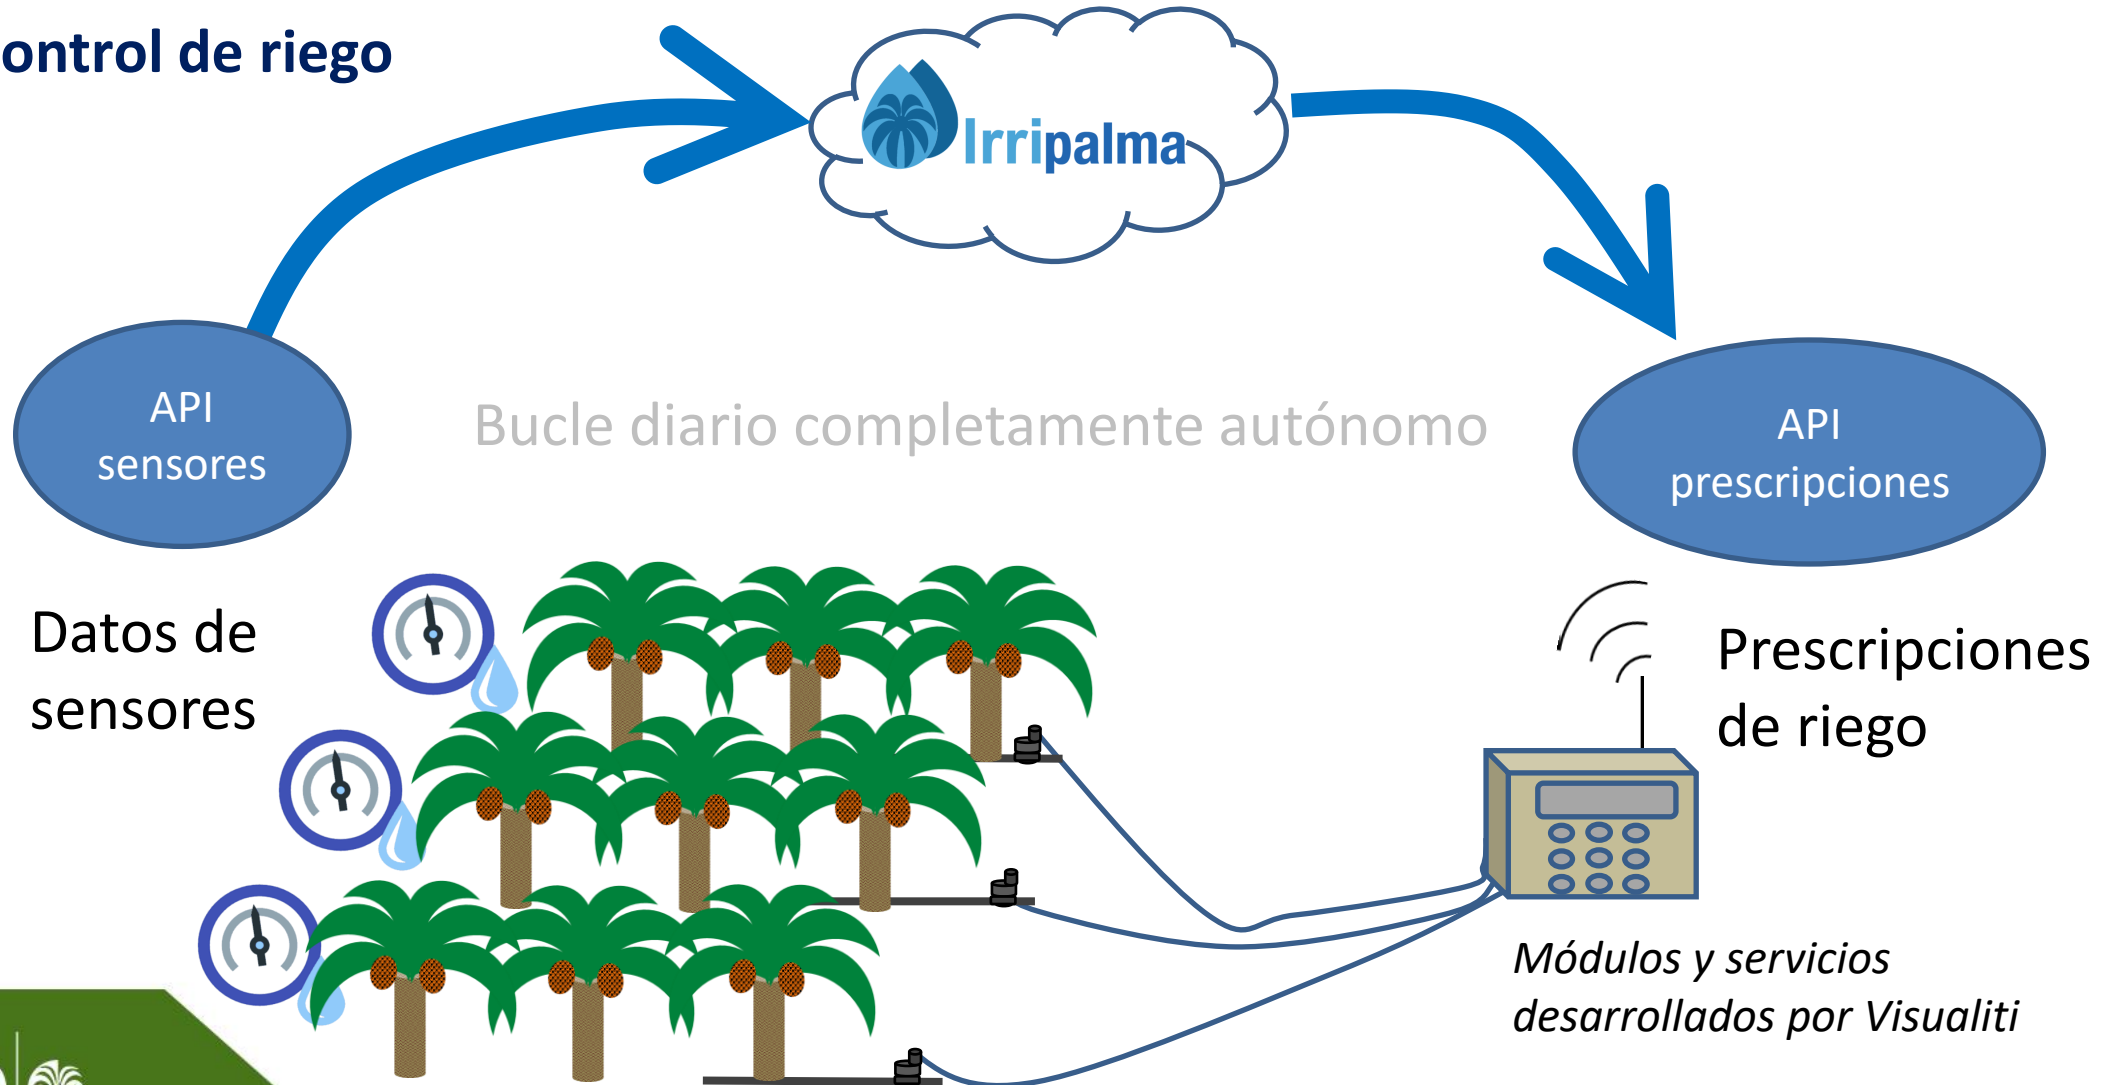 ontrol de riego
Irripalma
API
sensores
Bucle diario completamente autónomo
API
prescripciones
Datos de
sensores
Prescripciones
de riego
Módulos y servicios
desarrollados por Visualiti